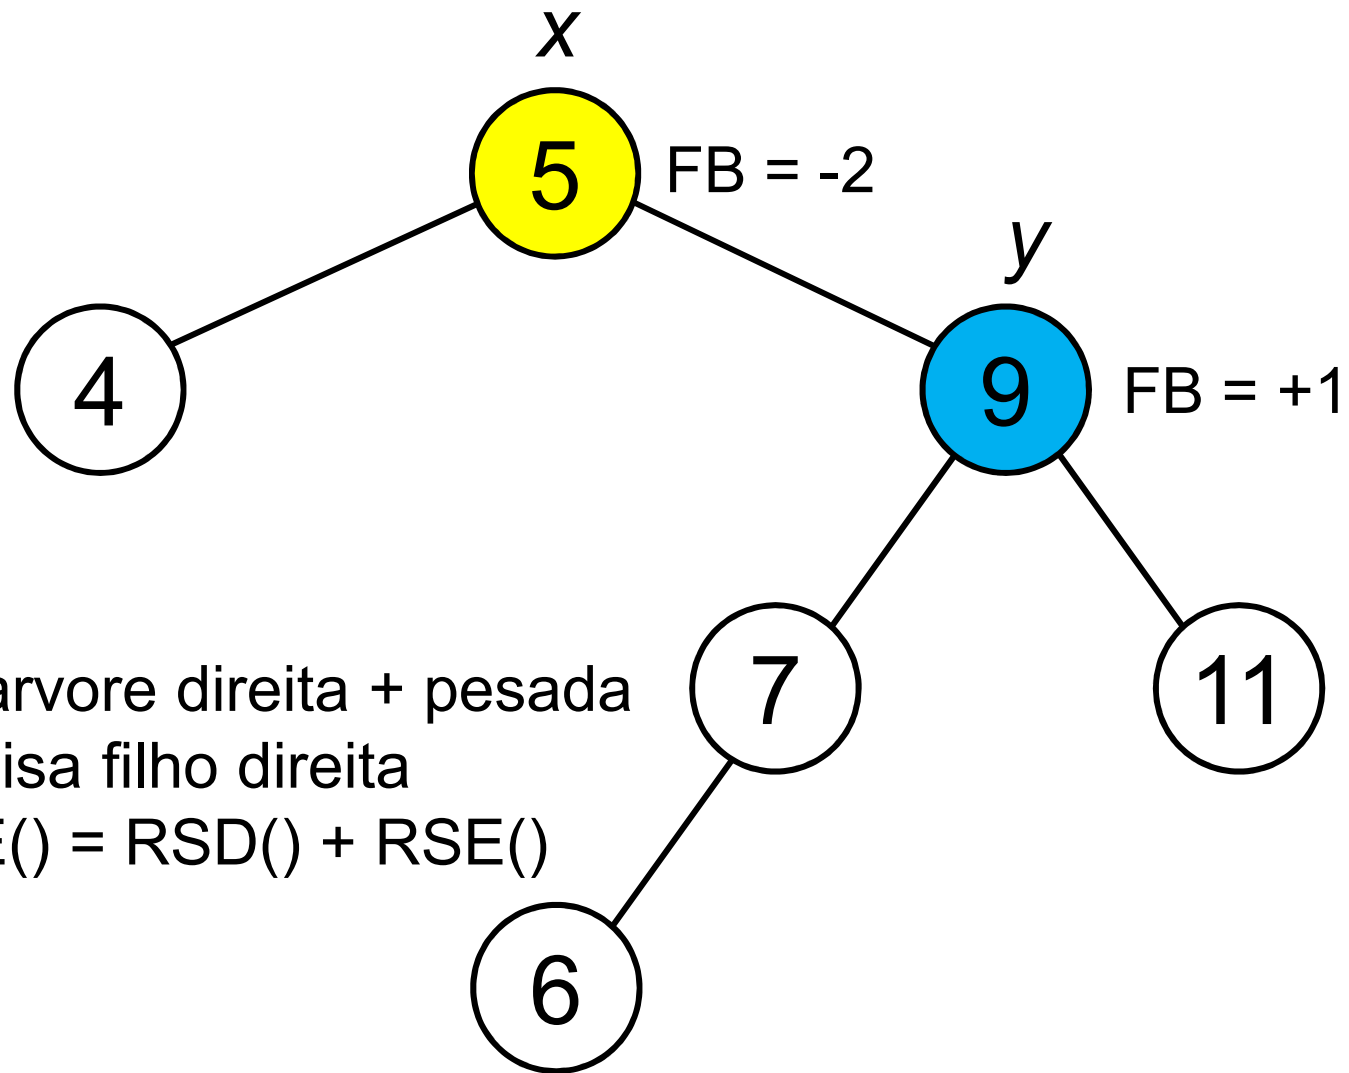 x
5 FB = -2
y
4
9 FB = +1
arvore direita + pesada
7
11
isa filho direita
E() = RSD() + RSE()
6